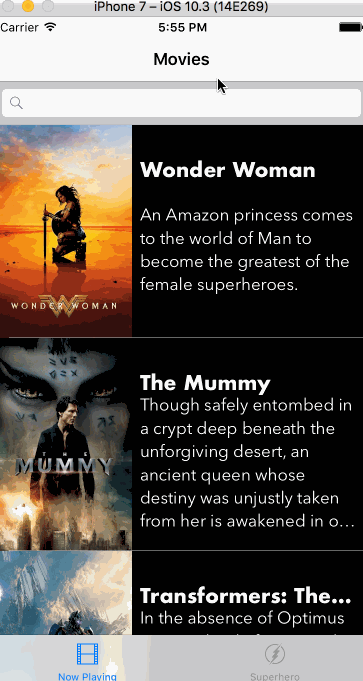 iPhone 7 – iOS 10.3 (14E269)
Carrier 5:55 PM
Movies
Wonder Woman
An Amazon princess comes
to the world of Man to
become the greatest of the
female superheroes.
WONDER WOMAN
The Mummy
Though safely entombed in
a crypt deep beneath the
unforgiving desert, an
ancient queen whose
destiny was unjustly taken
from her is awakened in o…
THE
MUMMY
Transformers: The...
In the absence of Optimus
Now Playing
Superhero